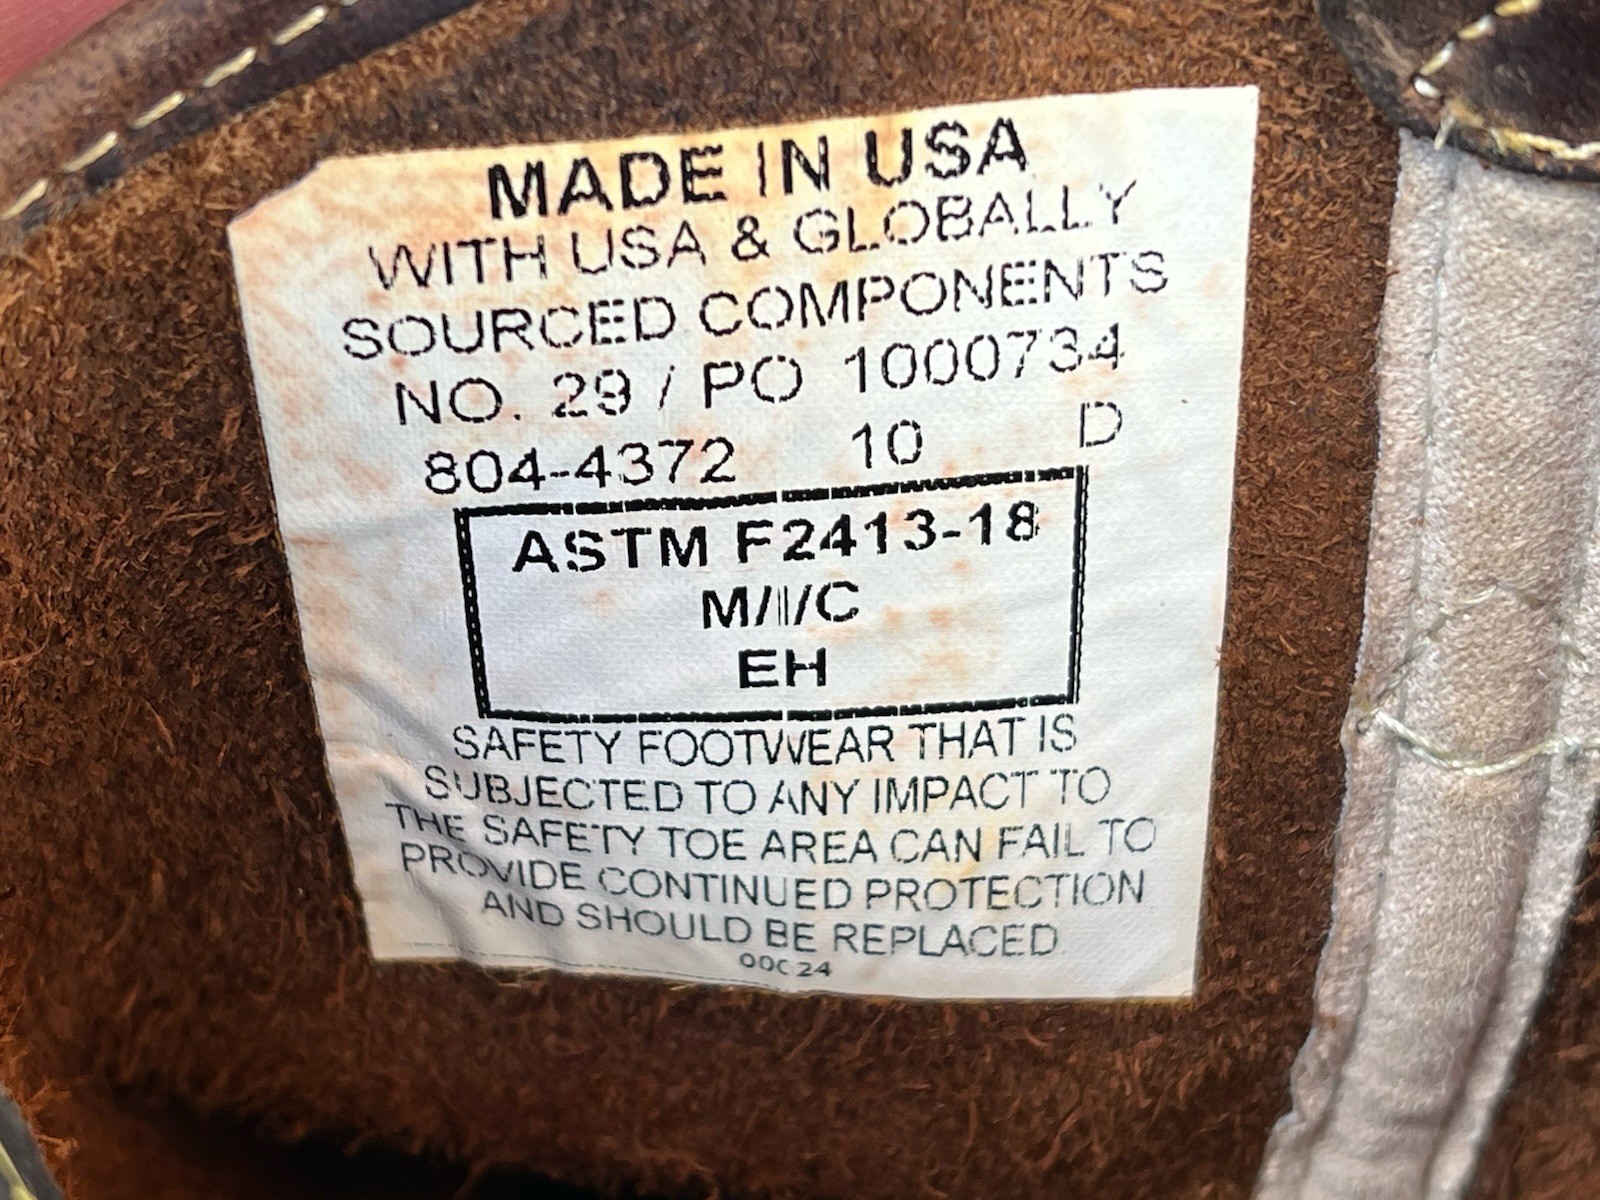 MADE IN USA
WITH USA & GLOBALLY
SOURCED COMPONENTS
NO. 29 / PO 1000734
804-4372 10 D
ASTM F2413-18
M/I/C
EH
SAFETY FOOTWEAR THAT IS
SUBJECTED TO ANY IMPACT TO
THE SAFETY TOE AREA CAN FAIL TO
PROVIDE CONTINUED PROTECTION
AND SHOULD BE REPLACED